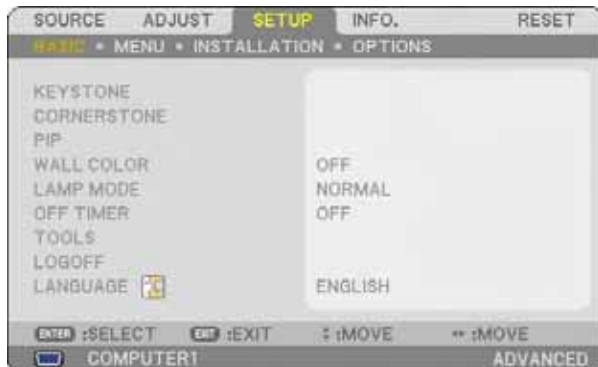 SOURCE ADJUST SETUP INFO. RESET
BASIC • MENU • INSTALLATION • OPTIONS
KEYSTONE
CORNERSTONE
PIP
WALL COLOR OFF
LAMP MODE NORMAL
OFF TIMER OFF
TOOLS
LOGOFF
LANGUAGE ENGLISH
ENTER :SELECT EXIT :EXIT ↕ :MOVE ↔ :MOVE
COMPUTER1 ADVANCED